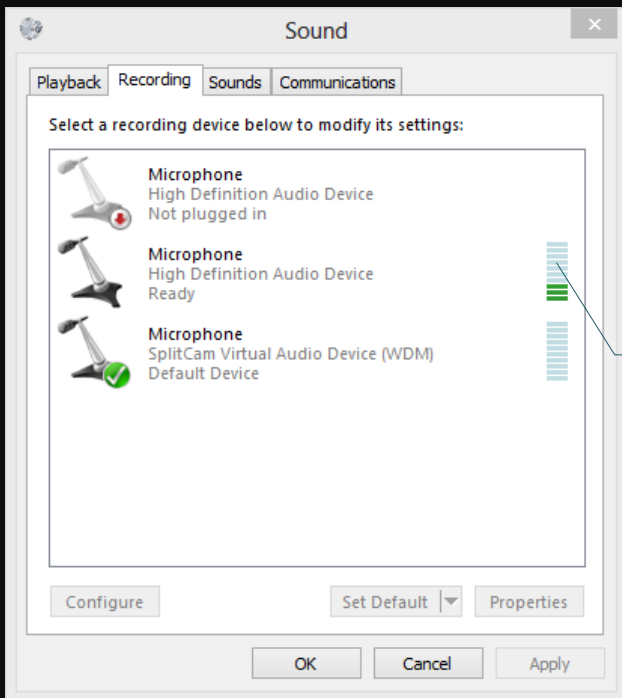 Sound
Playback Recording Sounds Communications
Select a recording device below to modify its settings:
Microphone
High Definition Audio Device
Not plugged in
Microphone
High Definition Audio Device
Ready
Microphone
SplitCam Virtual Audio Device (WDM)
Default Device
Configure Set Default Properties
OK Cancel Apply